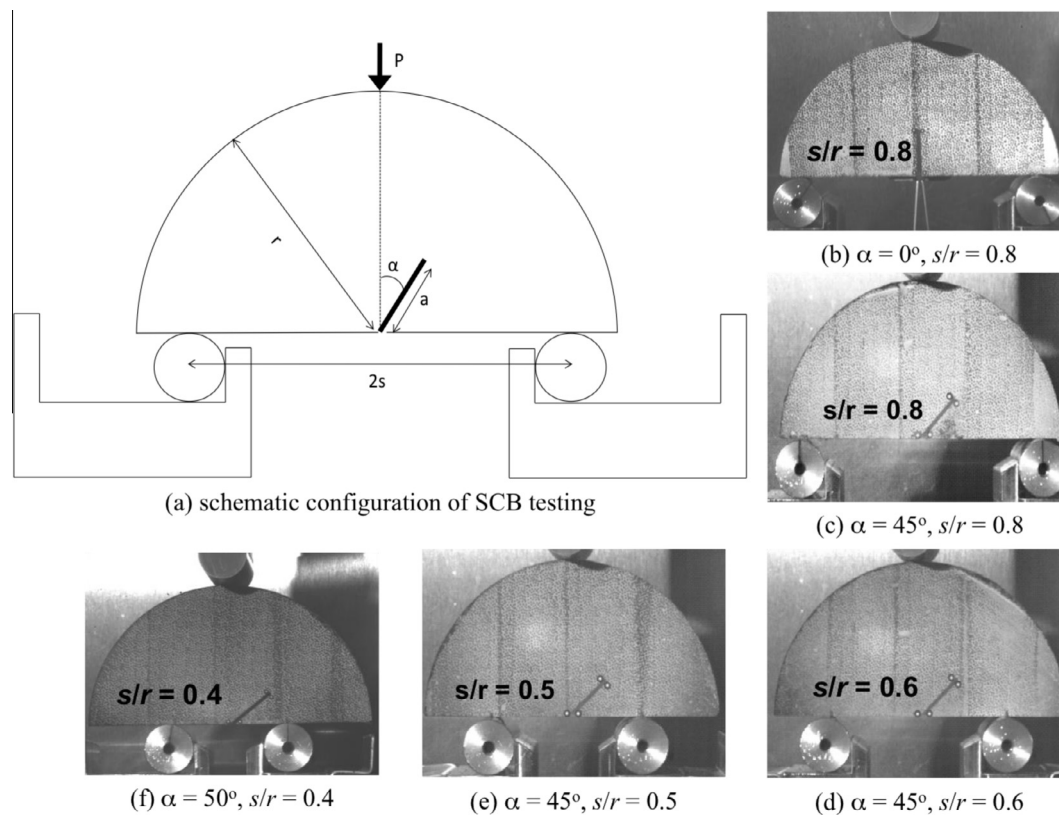 P
r
α
a
2s
(a) schematic configuration of SCB testing
s/r = 0.8
(b) α = 0°, s/r = 0.8
s/r = 0.8
(c) α = 45°, s/r = 0.8
s/r = 0.4
(f) α = 50°, s/r = 0.4
s/r = 0.5
(e) α = 45°, s/r = 0.5
s/r = 0.6
(d) α = 45°, s/r = 0.6